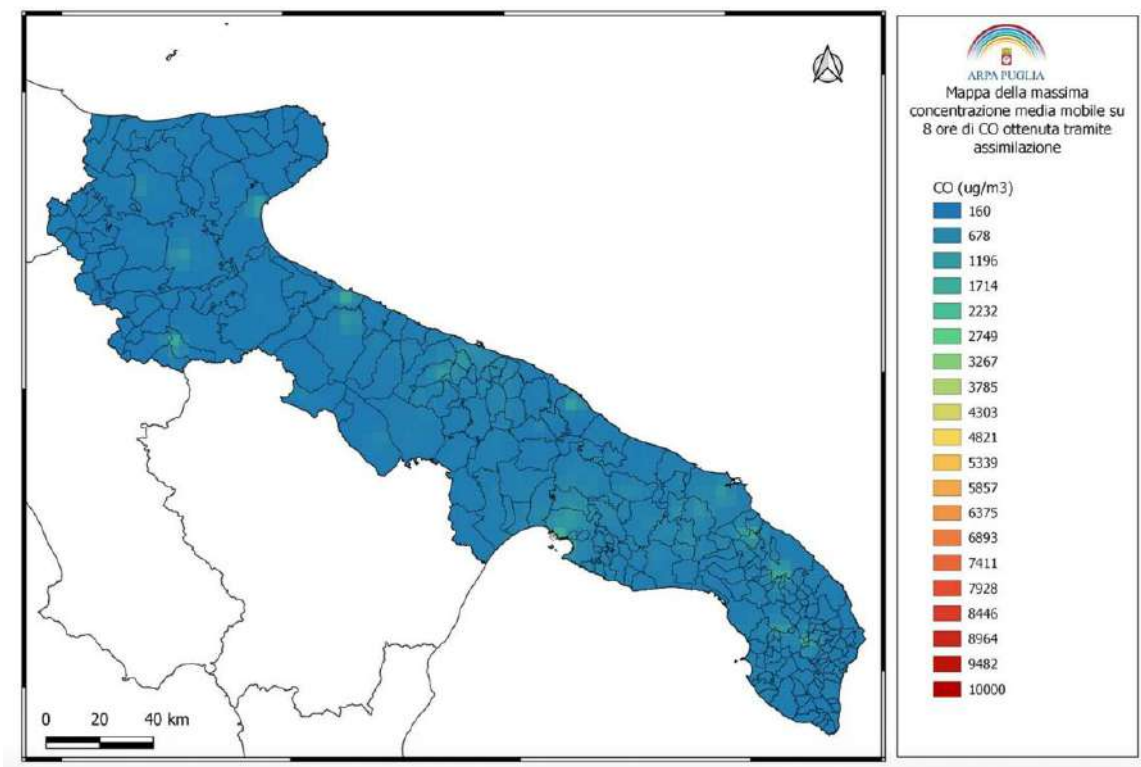 ARPA PUGLIA
Mappa della massima
concentrazione media mobile su
8 ore di CO ottenuta tramite
assimilazione
CO (ug/m3)
160
678
1196
1714
2232
2749
3267
3785
4303
4821
5339
5857
6375
6893
7411
7928
8446
8964
9482
10000
0 20 40 km